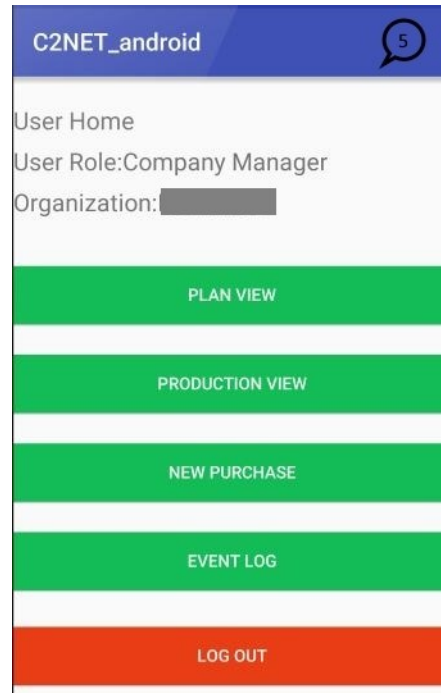 C2NET_android
5
User Home
User Role:Company Manager
Organization:
PLAN VIEW
PRODUCTION VIEW
NEW PURCHASE
EVENT LOG
LOG OUT